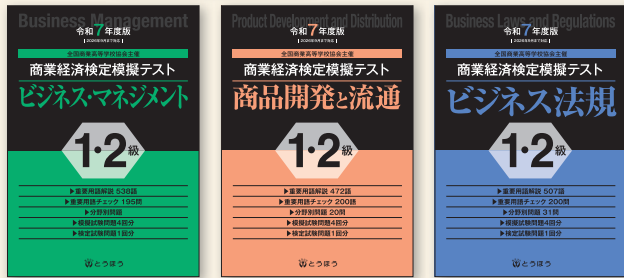 Business Management
令和7年度版
全国商業高等学校協会主催
商業経済検定模擬テスト
ビジネス・マネジメント
1・2級
▶重要用語解説 538語
▶重要用語チェック 195問
▶分野別問題
▶模擬試験問題4回分
▶検定試験問題1回分
とうほう
Product Development and Distribution
令和7年度版
全国商業高等学校協会主催
商業経済検定模擬テスト
商品開発と流通
1・2級
▶重要用語解説 472語
▶重要用語チェック 200語
▶分野別問題 20問
▶模擬試験問題4回分
▶検定試験問題1回分
とうほう
Business Laws and Regulations
令和7年度版
全国商業高等学校協会主催
商業経済検定模擬テスト
ビジネス法規
1・2級
▶重要用語解説 507語
▶重要用語チェック 200問
▶分野別問題 31問
▶模擬試験問題4回分
▶検定試験問題1回分
とうほう